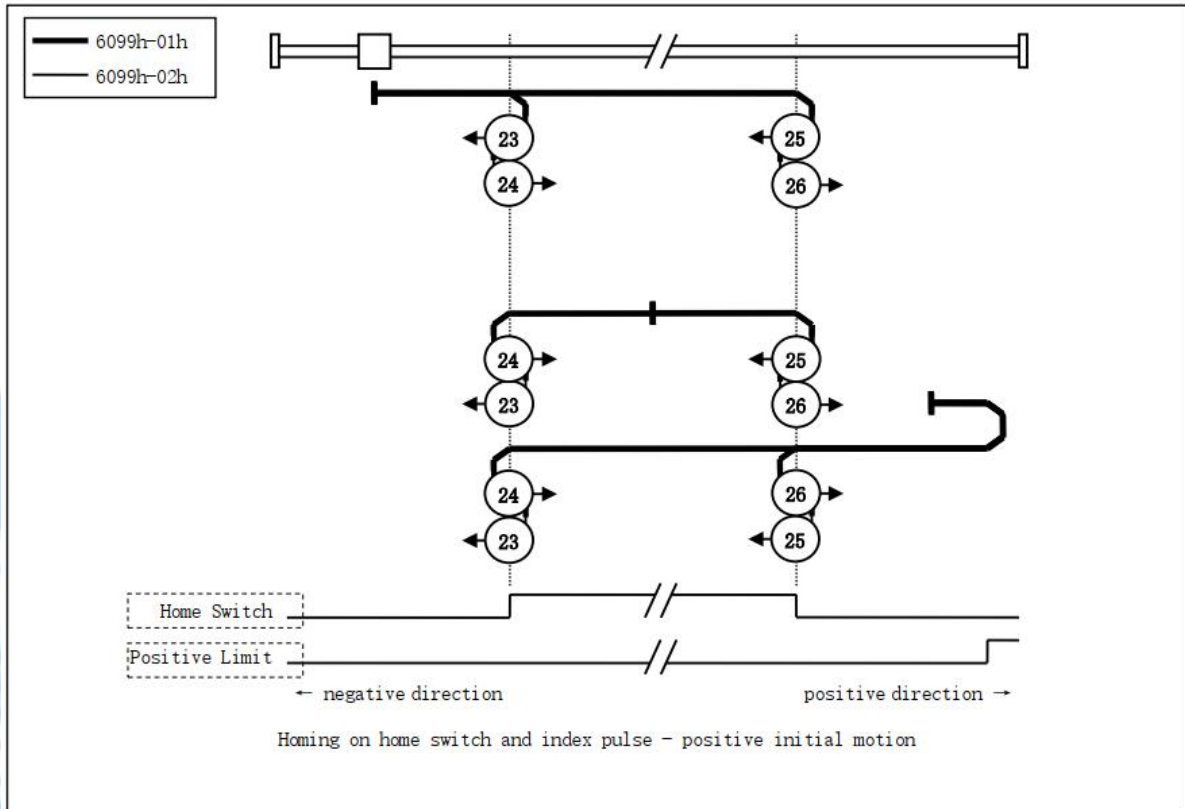 6099h-01h
6099h-02h
23 25
24 26
24 25
23 26
24 26
23 25
Home Switch
Positive Limit
← negative direction positive direction →
Homing on home switch and index pulse - positive initial motion